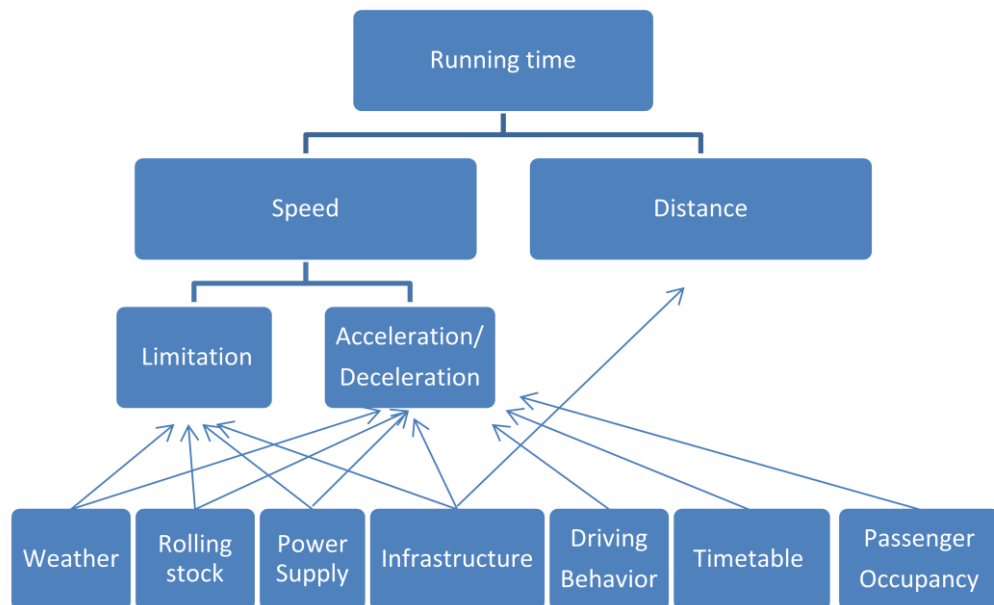 Running time
Speed
Distance
Limitation
Acceleration/
Deceleration
Weather
Rolling
stock
Power
Supply
Infrastructure
Driving
Behavior
Timetable
Passenger
Occupancy